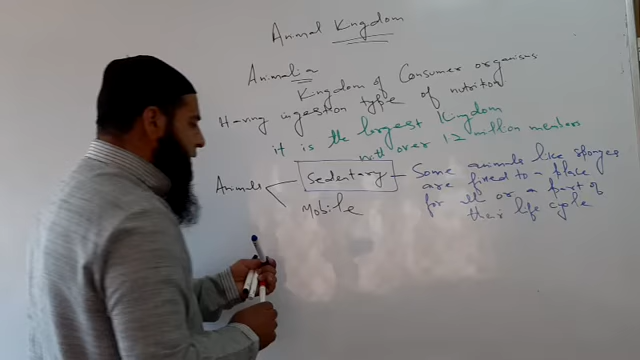 Animal Kingdom
Animalia
Kingdom of Consumer organisms
Having ingestion type of nutrition
it is the largest Kingdom
with over 1.2 million members
Animals
Sedentary
Mobile
Some animals like sponges
are fixed to a place
for all or a part of
their life cycle